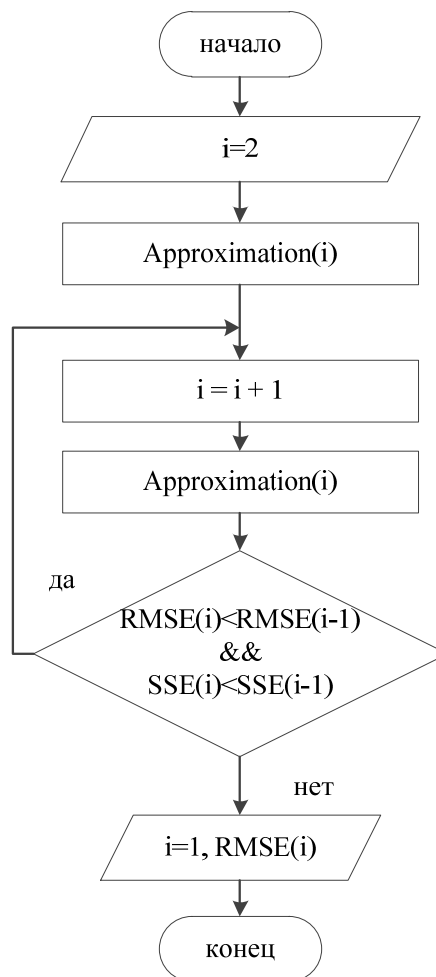 начало
i=2
Approximation(i)
i = i + 1
Approximation(i)
да
RMSE(i)<RMSE(i-1)
&&
SSE(i)<SSE(i-1)
нет
i=1, RMSE(i)
конец